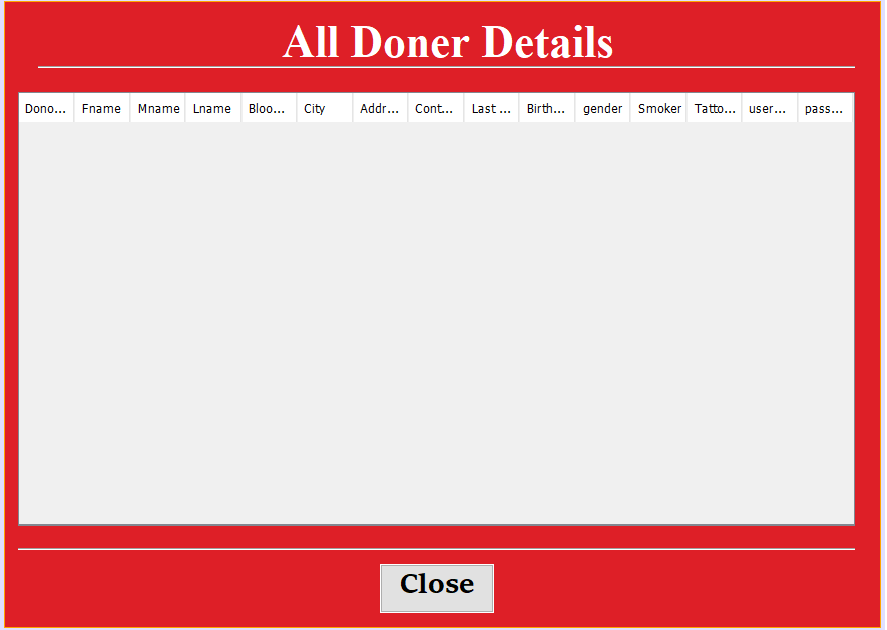 All Doner Details
Dono... Fname Mname Lname Bloo... City Addr... Cont... Last ... Birth... gender Smoker Tatto... user... pass...
Close